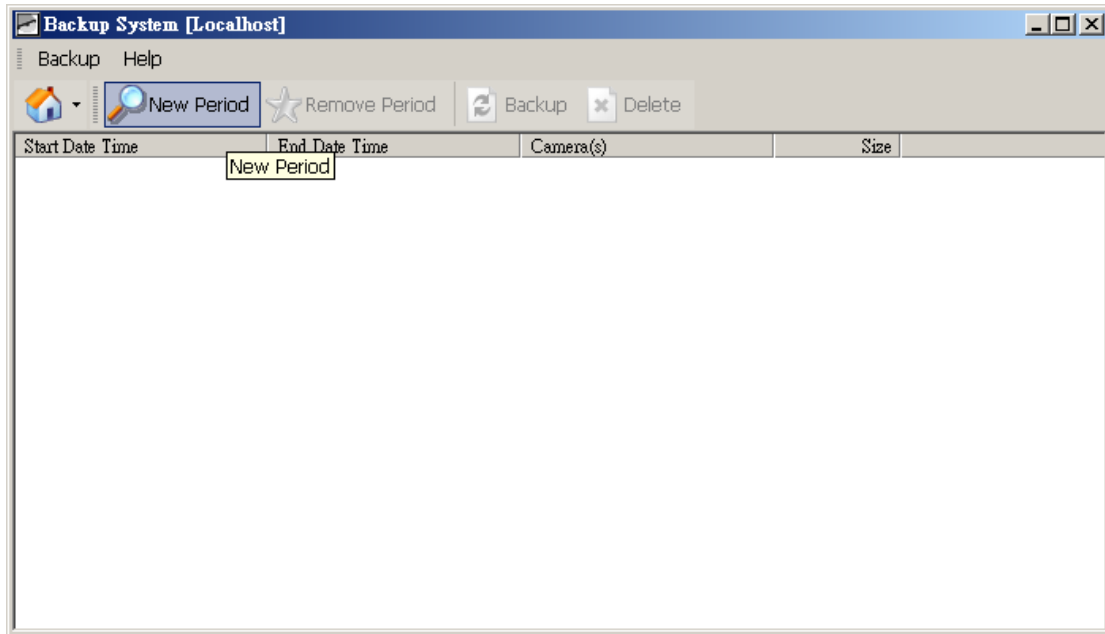 Backup System [Localhost]
Backup Help
New Period Remove Period Backup Delete
Start Date Time End Date Time Camera(s) Size
New Period